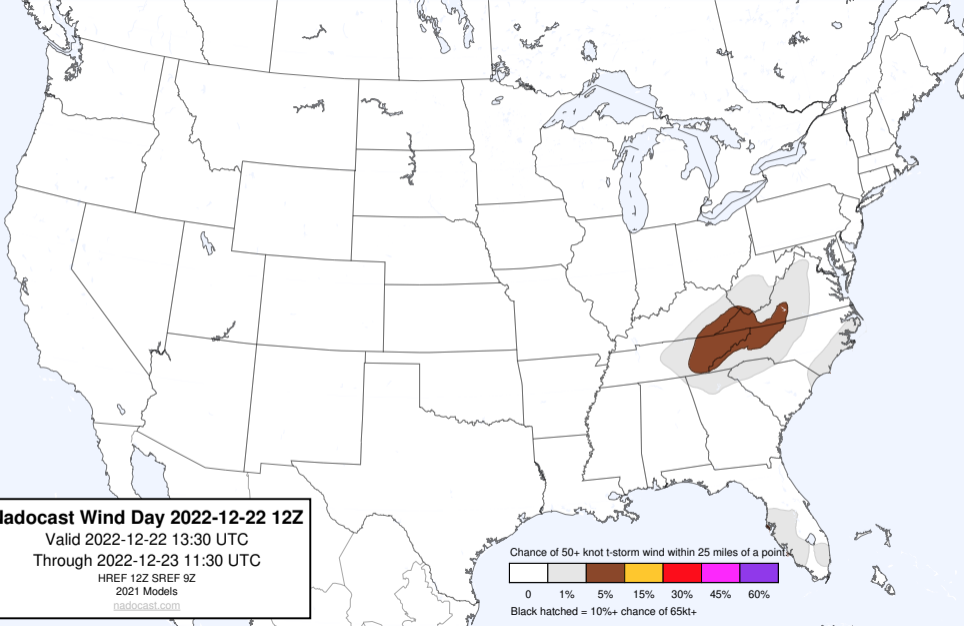 Nadocast Wind Day 2022-12-22 12Z
Valid 2022-12-22 13:30 UTC
Through 2022-12-23 11:30 UTC
HREF 12Z SREF 9Z
2021 Models
nadocast.com
Chance of 50+ knot t-storm wind within 25 miles of a point.
0 1% 5% 15% 30% 45% 60%
Black hatched = 10%+ chance of 65kt+